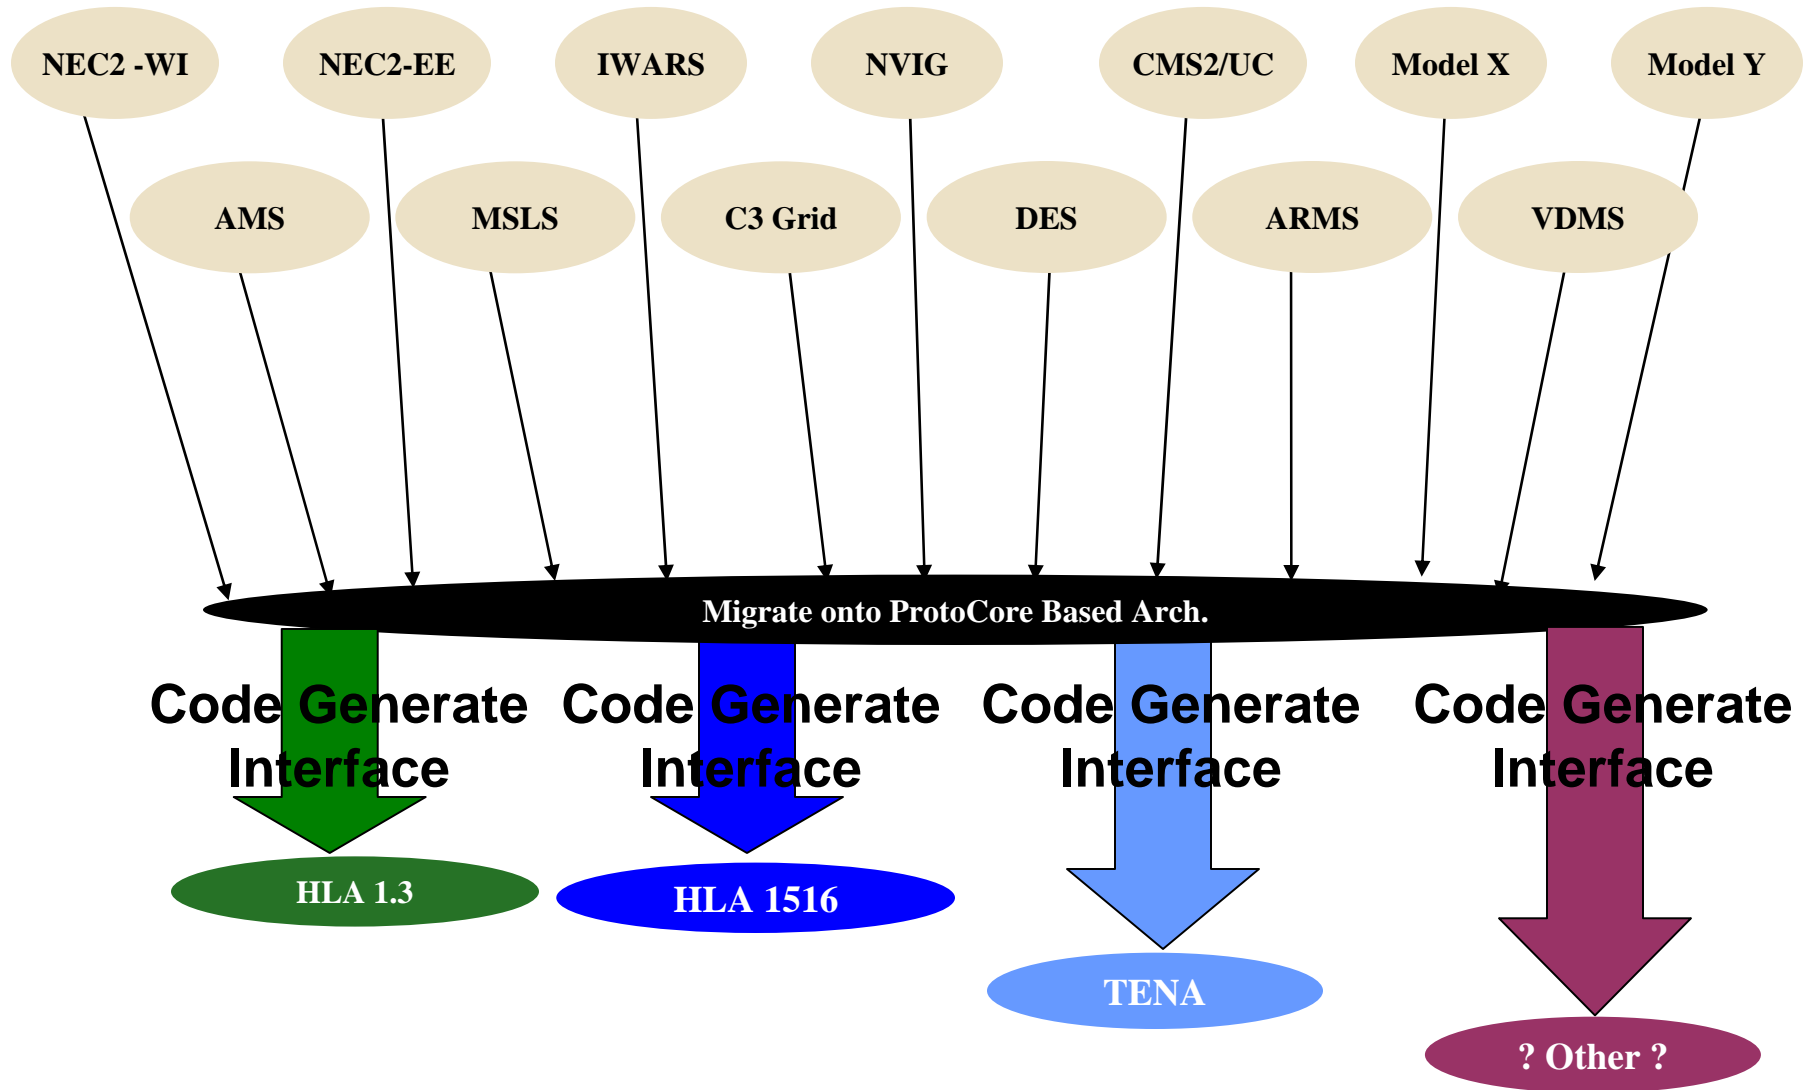 NEC2 -WI
NEC2-EE
IWARS
NVIG
CMS2/UC
Model X
Model Y
AMS
MSLS
C3 Grid
DES
ARMS
VDMS
Migrate onto ProtoCore Based Arch.
Code Generate
Interface
Code Generate
Interface
Code Generate
Interface
Code Generate
Interface
HLA 1.3
HLA 1516
TENA
? Other ?